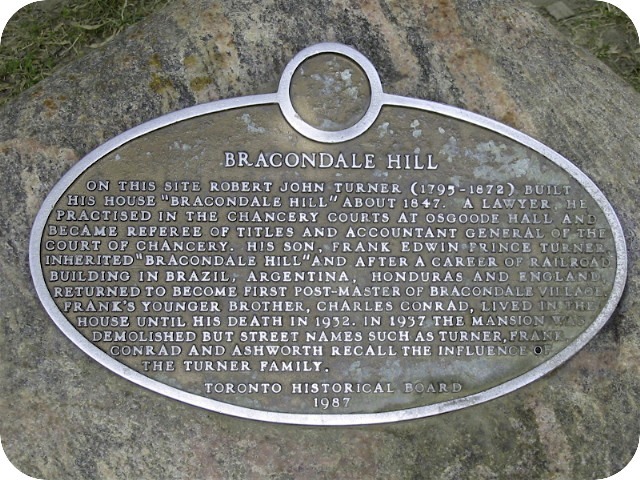 BRACONDALE HILL
ON THIS SITE ROBERT JOHN TURNER (1795-1872) BUILT
HIS HOUSE "BRACONDALE HILL" ABOUT 1847. A LAWYER, HE
PRACTISED IN THE CHANCERY COURTS AT OSGOODE HALL AND
BECAME REFEREE OF TITLES AND ACCOUNTANT GENERAL OF THE
COURT OF CHANCERY. HIS SON, FRANK EDWIN PRINCE TURNER
INHERITED "BRACONDALE HILL" AND AFTER A CAREER OF RAILROAD
BUILDING IN BRAZIL, ARGENTINA, HONDURAS AND ENGLAND,
RETURNED TO BECOME FIRST POST-MASTER OF BRACONDALE VILLAGE.
FRANK'S YOUNGER BROTHER, CHARLES CONRAD, LIVED IN THE
HOUSE UNTIL HIS DEATH IN 1932. IN 1937 THE MANSION WAS
DEMOLISHED BUT STREET NAMES SUCH AS TURNER, FRANK,
CONRAD AND ASHWORTH RECALL THE INFLUENCE OF
THE TURNER FAMILY.
TORONTO HISTORICAL BOARD
1987